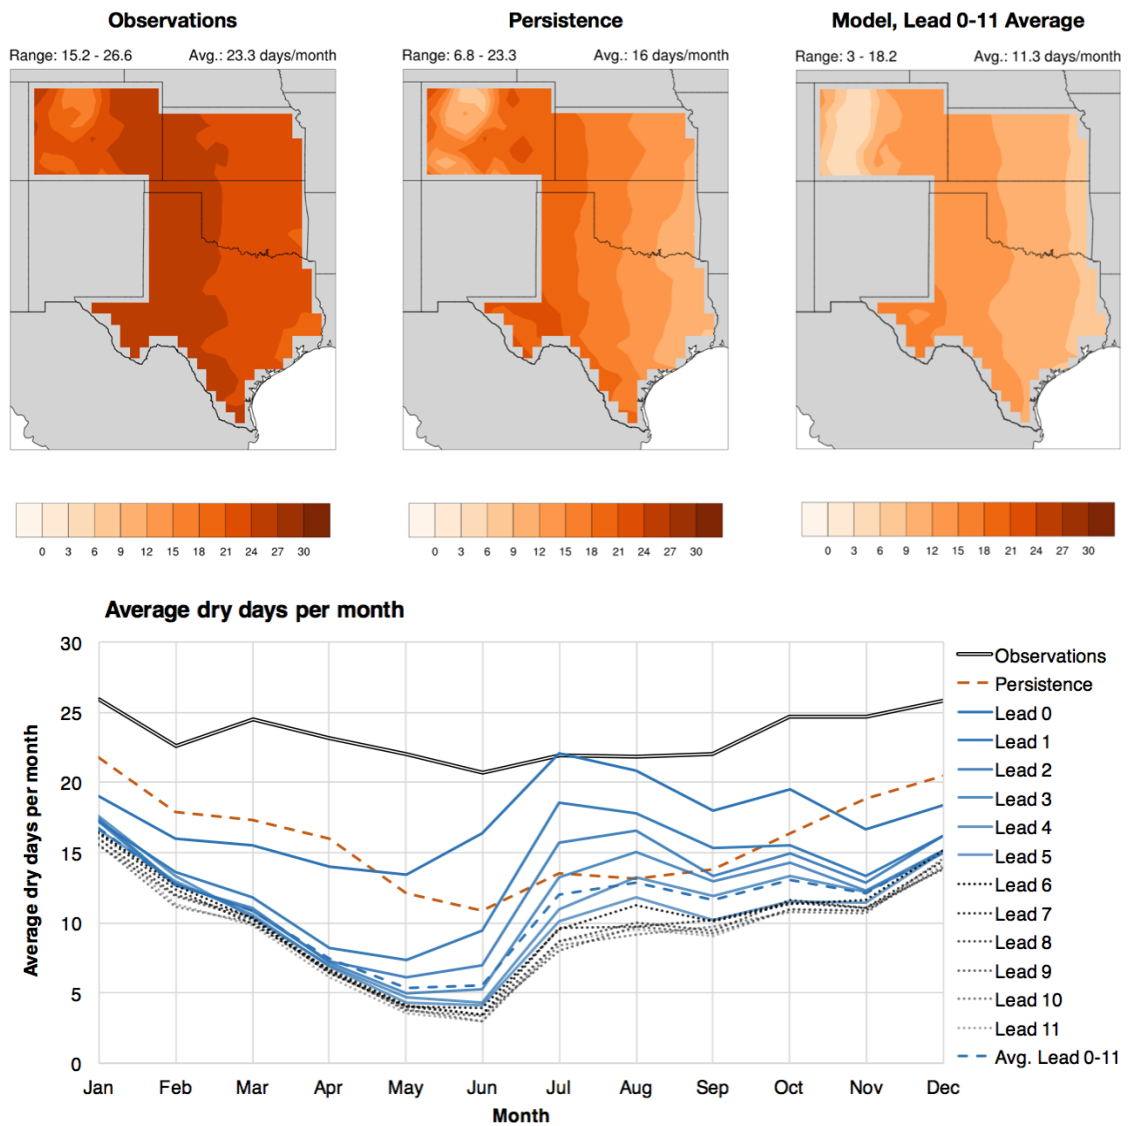 Observations
Persistence
Model, Lead 0-11 Average
Range: 15.2 - 26.6 Avg.: 23.3 days/month
Range: 6.8 - 23.3 Avg.: 16 days/month
Range: 3 - 18.2 Avg.: 11.3 days/month
0 3 6 9 12 15 18 21 24 27 30
0 3 6 9 12 15 18 21 24 27 30
0 3 6 9 12 15 18 21 24 27 30
Average dry days per month
Average dry days per month
30
25
20
15
10
5
0
Jan Feb Mar Apr May Jun Jul Aug Sep Oct Nov Dec
Month
Observations
Persistence
Lead 0
Lead 1
Lead 2
Lead 3
Lead 4
Lead 5
Lead 6
Lead 7
Lead 8
Lead 9
Lead 10
Lead 11
Avg. Lead 0-11